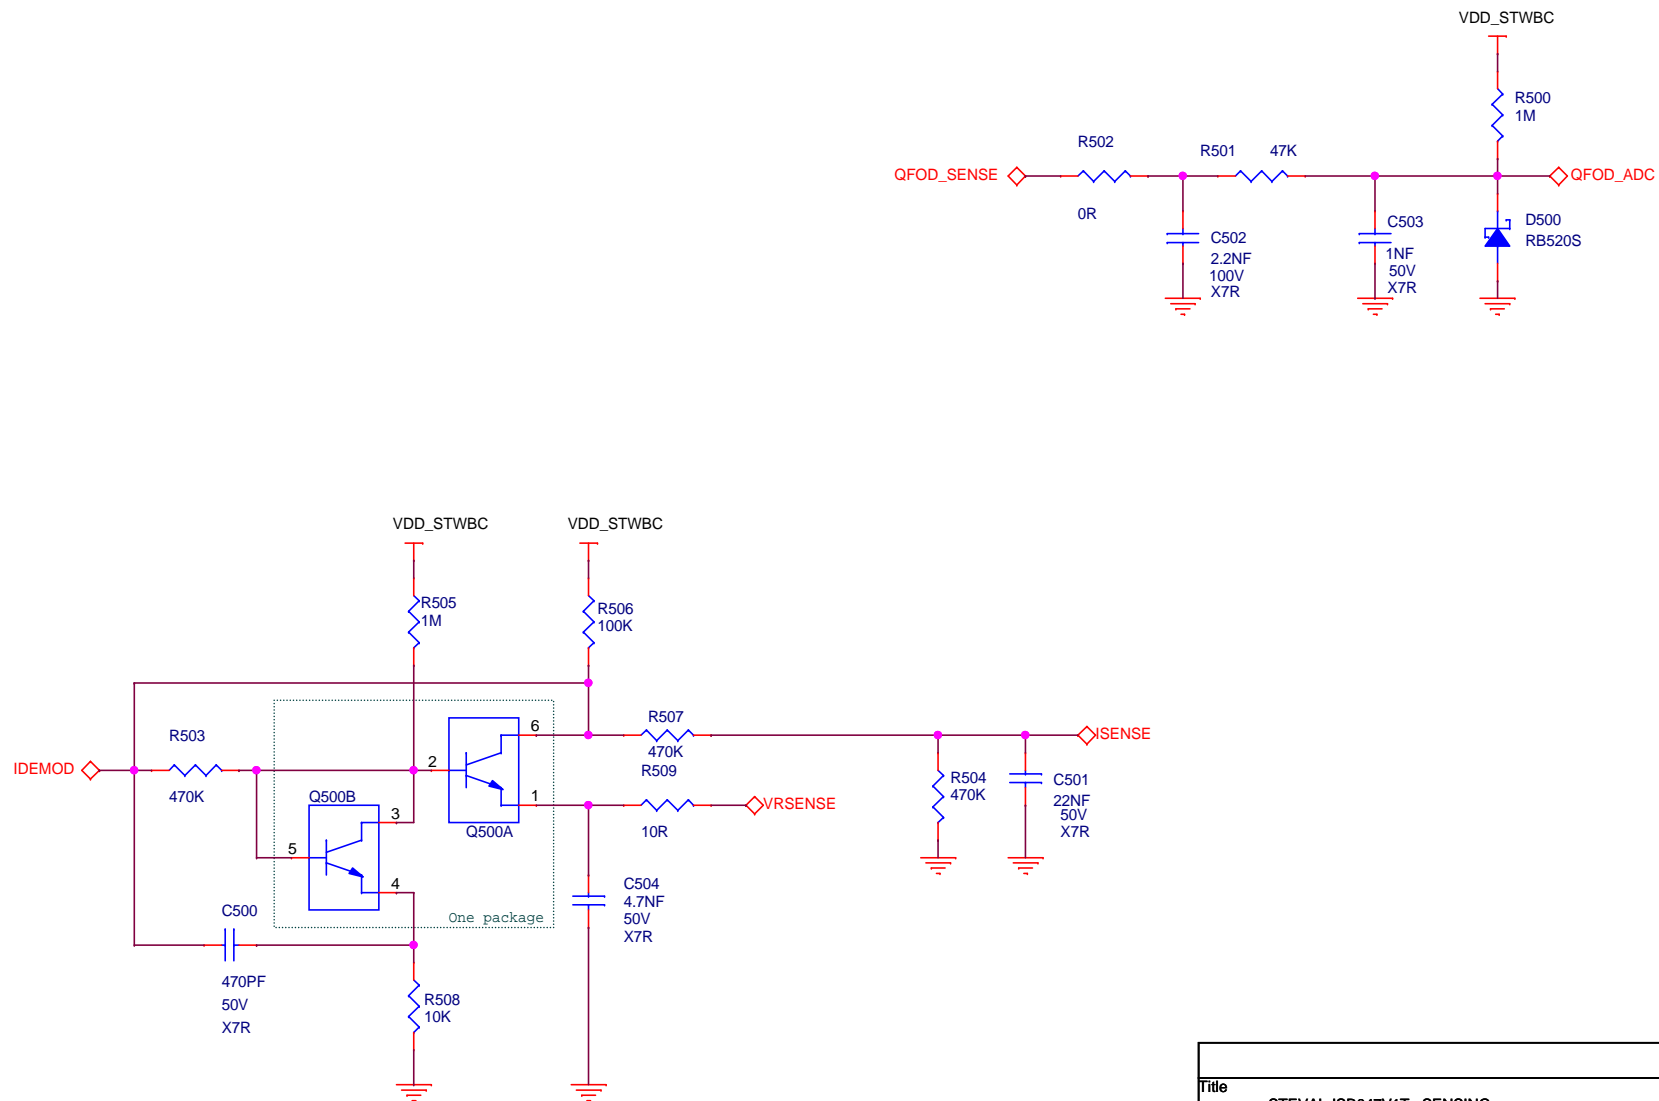 VDD_STWBC
R500
1M
R502
R501 47K
QFOD_SENSE
QFOD_ADC
0R
C502
2.2NF
100V
X7R
C503
1NF
50V
X7R
D500
RB520S
VDD_STWBC
VDD_STWBC
R505
1M
R506
100K
R503
470K
IDEMOD
6
R507
470K
ISENSE
2
R509
1
10R
VRSENSE
Q500B
Q500A
3
5
4
R504
470K
C501
22NF
50V
X7R
C504
4.7NF
50V
X7R
One package
C500
470PF
50V
X7R
R508
10K
Title